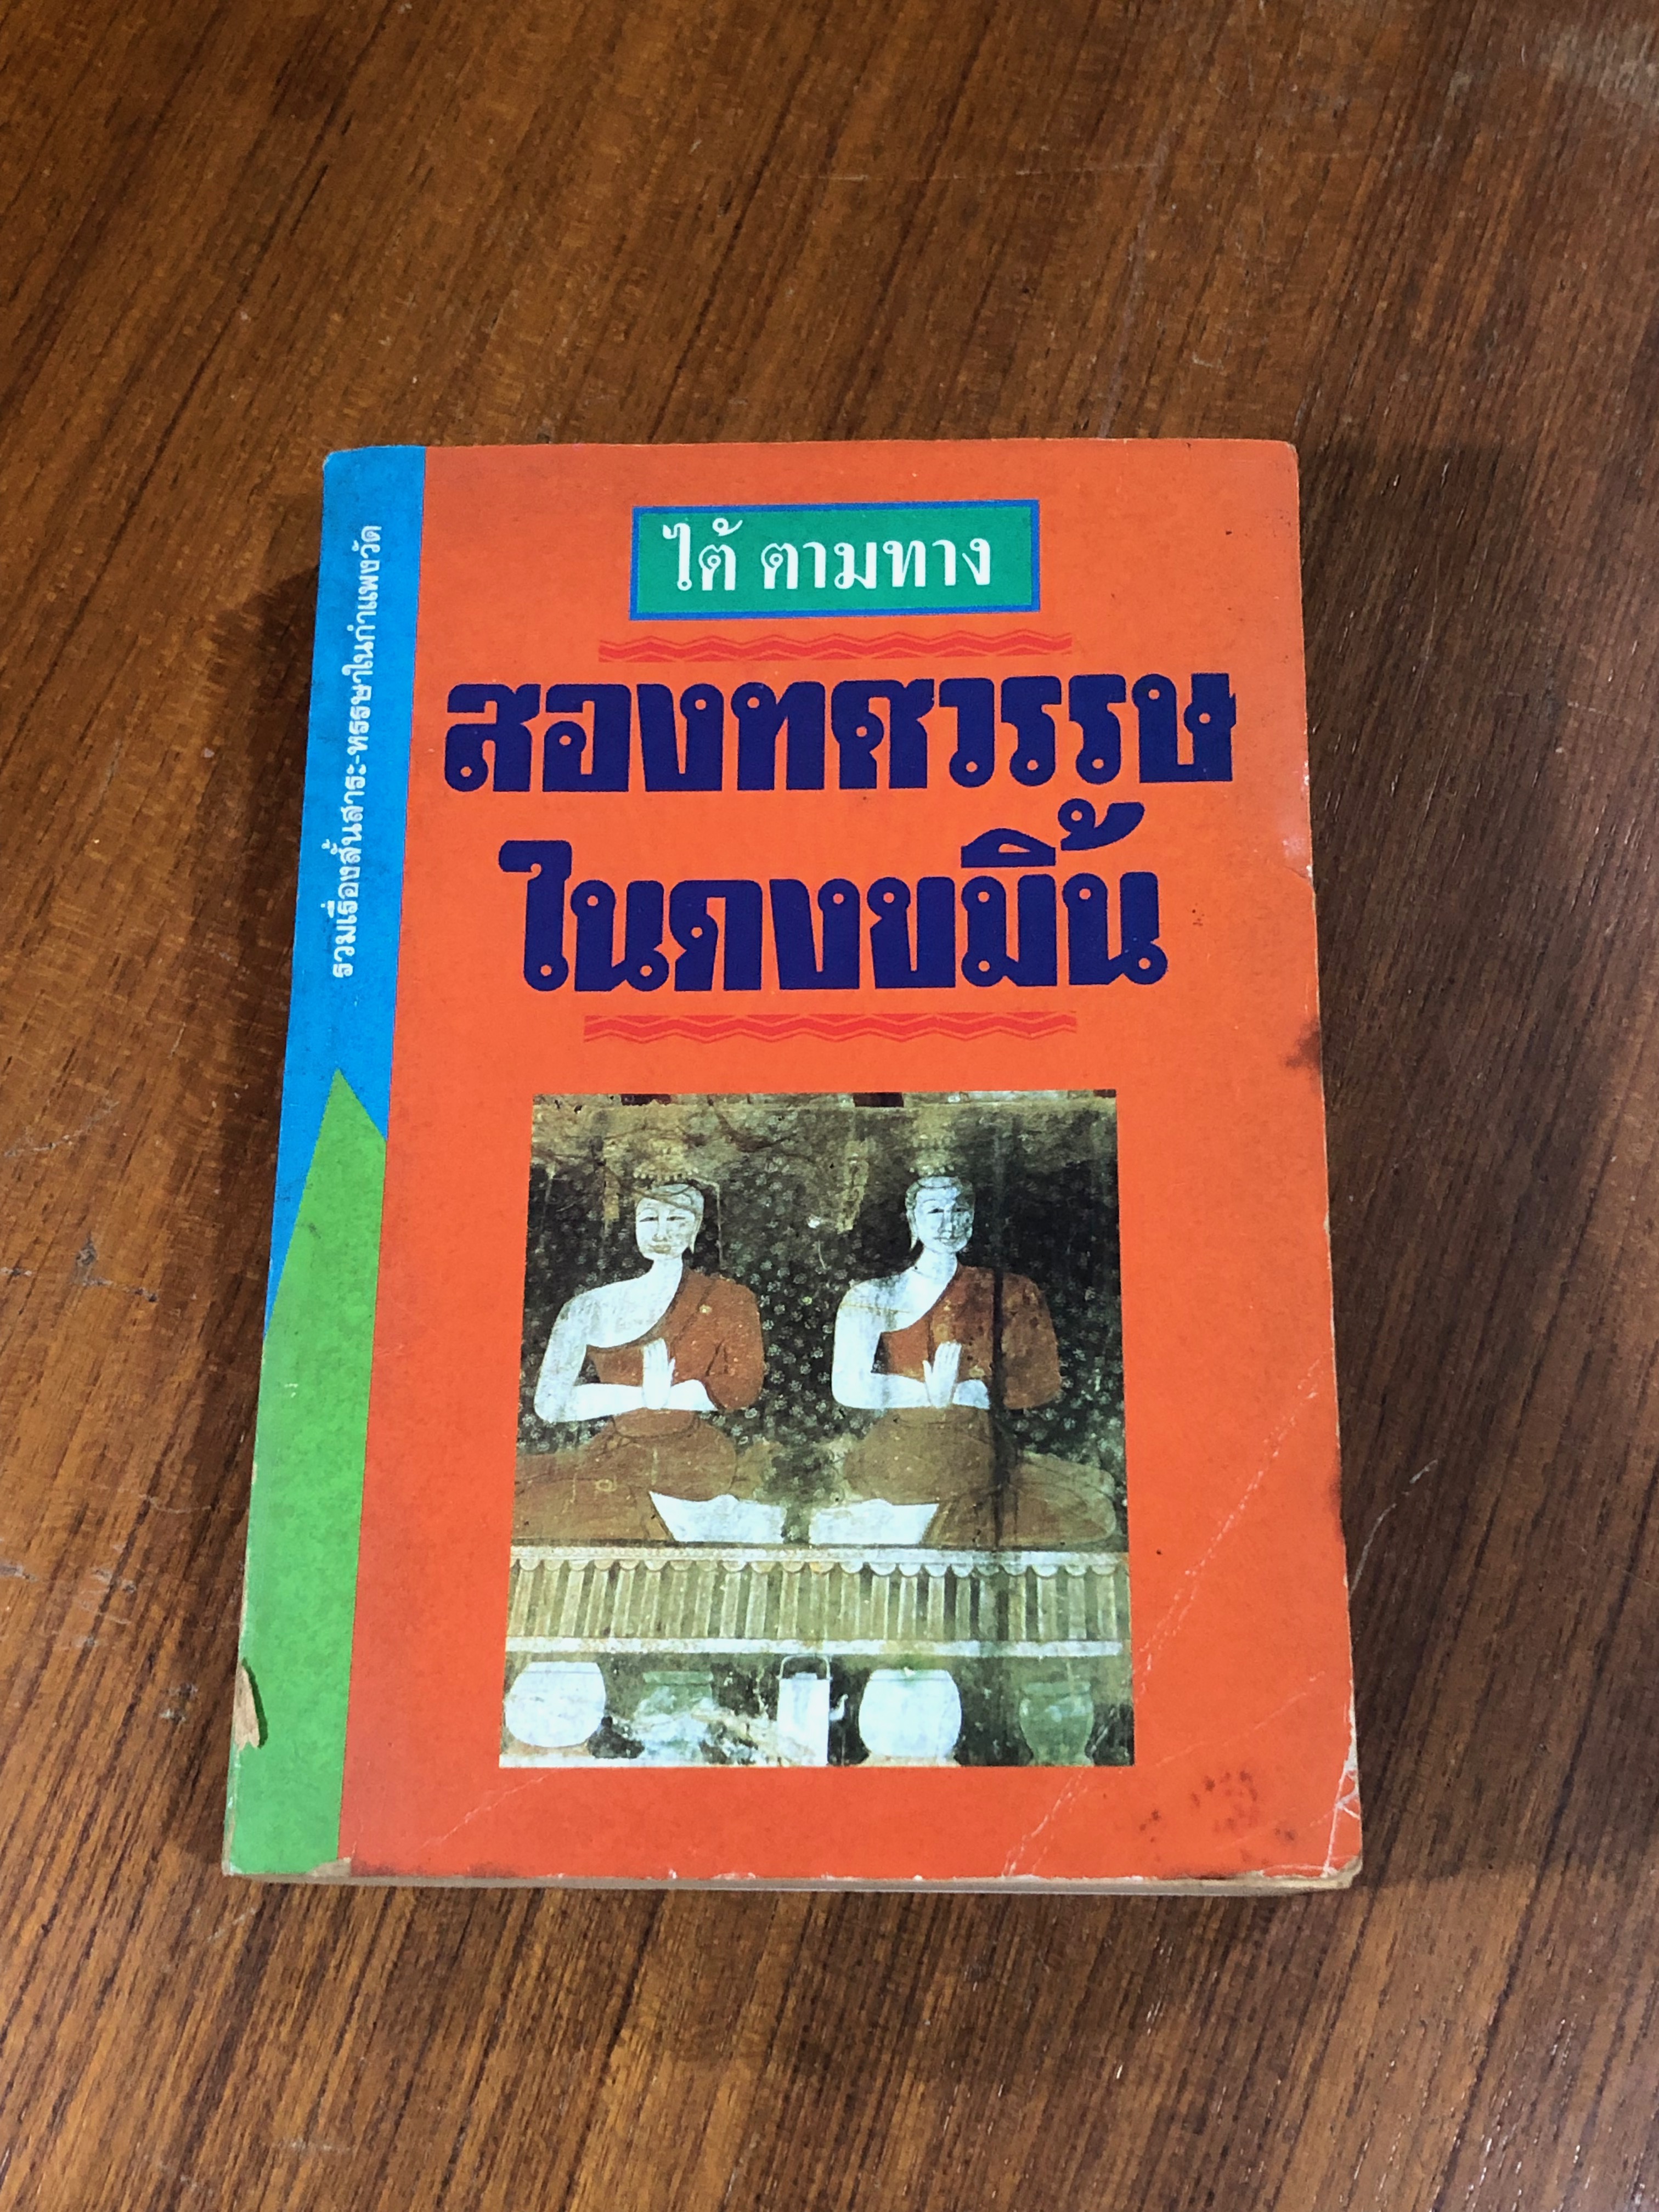 ไต้ ตามทาง
สองทศวรรษ
ในดงขมิ้น
รวมเรื่องสั้นสาระ-หรรษาในกำแพงวัด